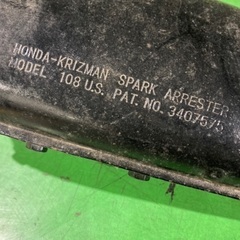 HONDA-KRIZMAN SPARK ARRESTER
MODEL 108 U.S. PAT. NO. 3407575